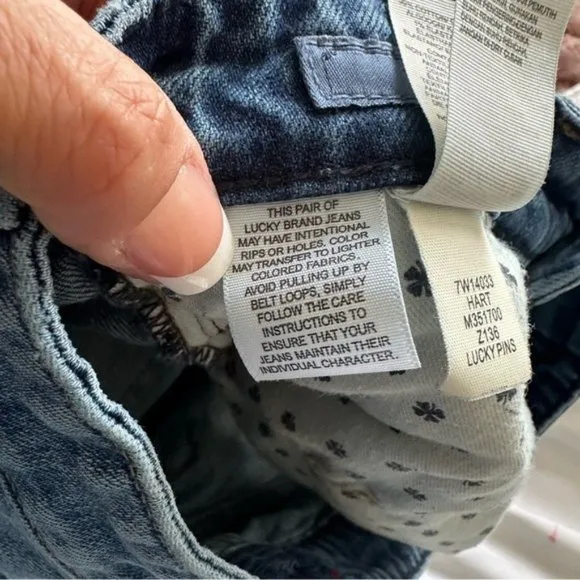 THIS PAIR OF
LUCKY BRAND JEANS
MAY HAVE INTENTIONAL
RIPS OR HOLES. COLOR
MAY TRANSFER TO LIGHTER
COLORED FABRICS.
AVOID PULLING UP BY
BELT LOOPS, SIMPLY
FOLLOW THE CARE
INSTRUCTIONS TO
ENSURE THAT YOUR
JEANS MAINTAIN THEIR
INDIVIDUAL CHARACTER.
7W14033
HART
M351700
Z136
LUCKY PINS